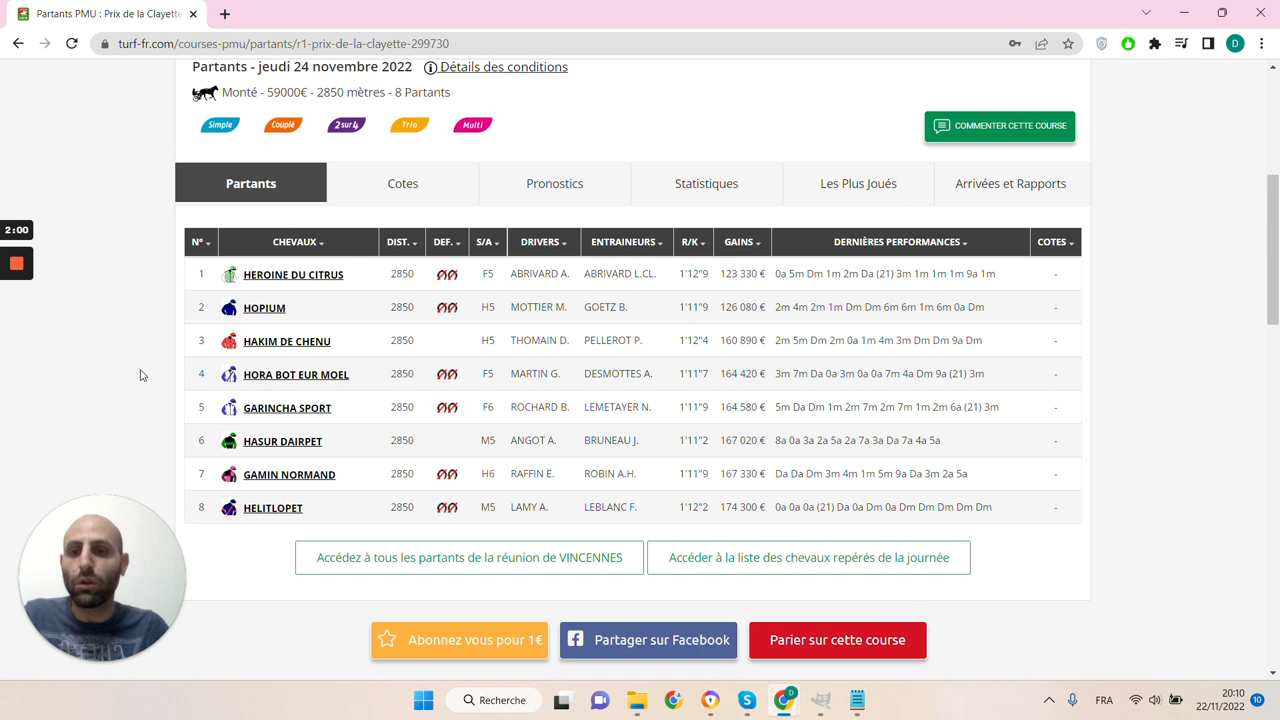 Partants PMU : Prix de la Clayette
turf-fr.com/courses-pmu/partants/r1-prix-de-la-clayette-290730
D
Partants - jeudi 24 novembre 2022 Détails des conditions
Monté - 59000€ - 2850 mètres - 8 Partants
Simple Couplé 2sur4 Trio Multi
COMMENTER CETTE COURSE
Partants Cotes Pronostics Statistiques Les Plus Joués Arrivées et Rapports
2:00
N° CHEVAUX DIST. DEF. S/A DRIVERS ENTRAINEURS R/K GAINS DERNIÈRES PERFORMANCES COTES
1 HEROINE DU CITRUS 2850 F5 ABRIVARD A. ABRIVARD L.CL. 1'12"9 123 330 € 0a 5m Dm 1m 2m Da (21) 3m 1m 1m 1m 9a 1m -
2 HOPIUM 2850 H5 MOTTIER M. GOETZ B. 1'11"9 126 080 € 2m 4m 2m 1m Dm Dm 6m 6m 1m 6m 0a Dm -
3 HAKIM DE CHENU 2850 H5 THOMAIN D. PELLEROT P. 1'12"4 160 890 € 2m 5m Dm 2m 0a 1m 4m 3m Dm Dm 9a Dm -
4 HORA BOT EUR MOEL 2850 F5 MARTIN G. DESMOTTES A. 1'11"7 164 420 € 3m 7m Da 0a 3m 0a 0a 7m 4a Dm 9a (21) 3m -
5 GARINCHA SPORT 2850 F6 ROCHARD B. LEMETAYER N. 1'11"9 164 580 € 5m Da Dm 1m 2m 7m 2m 7m 1m 2m 6a (21) 3m -
6 HASUR DAIRPET 2850 M5 ANGOT A. BRUNEAU J. 1'11"2 167 020 € 8a 0a 3a 2a 5a 2a 7a 3a Da 7a 4a 5a -
7 GAMIN NORMAND 2850 H6 RAFFIN E. ROBIN A.H. 1'11"9 167 330 € Da Da Dm 3m 4m 1m 5m 9a Da 3m 2a 5a -
8 HELITLOPET 2850 M5 LAMY A. LEBLANC F. 1'12"2 174 300 € 0a 0a 0a (21) Da 0a Dm 0a Dm Dm Dm Dm Dm -
Accédez à tous les partants de la réunion de VINCENNES Accéder à la liste des chevaux repérés de la journée
Abonnez vous pour 1€ Partager sur Facebook Parier sur cette course
Recherche
FRA
20:10
22/11/2022
10